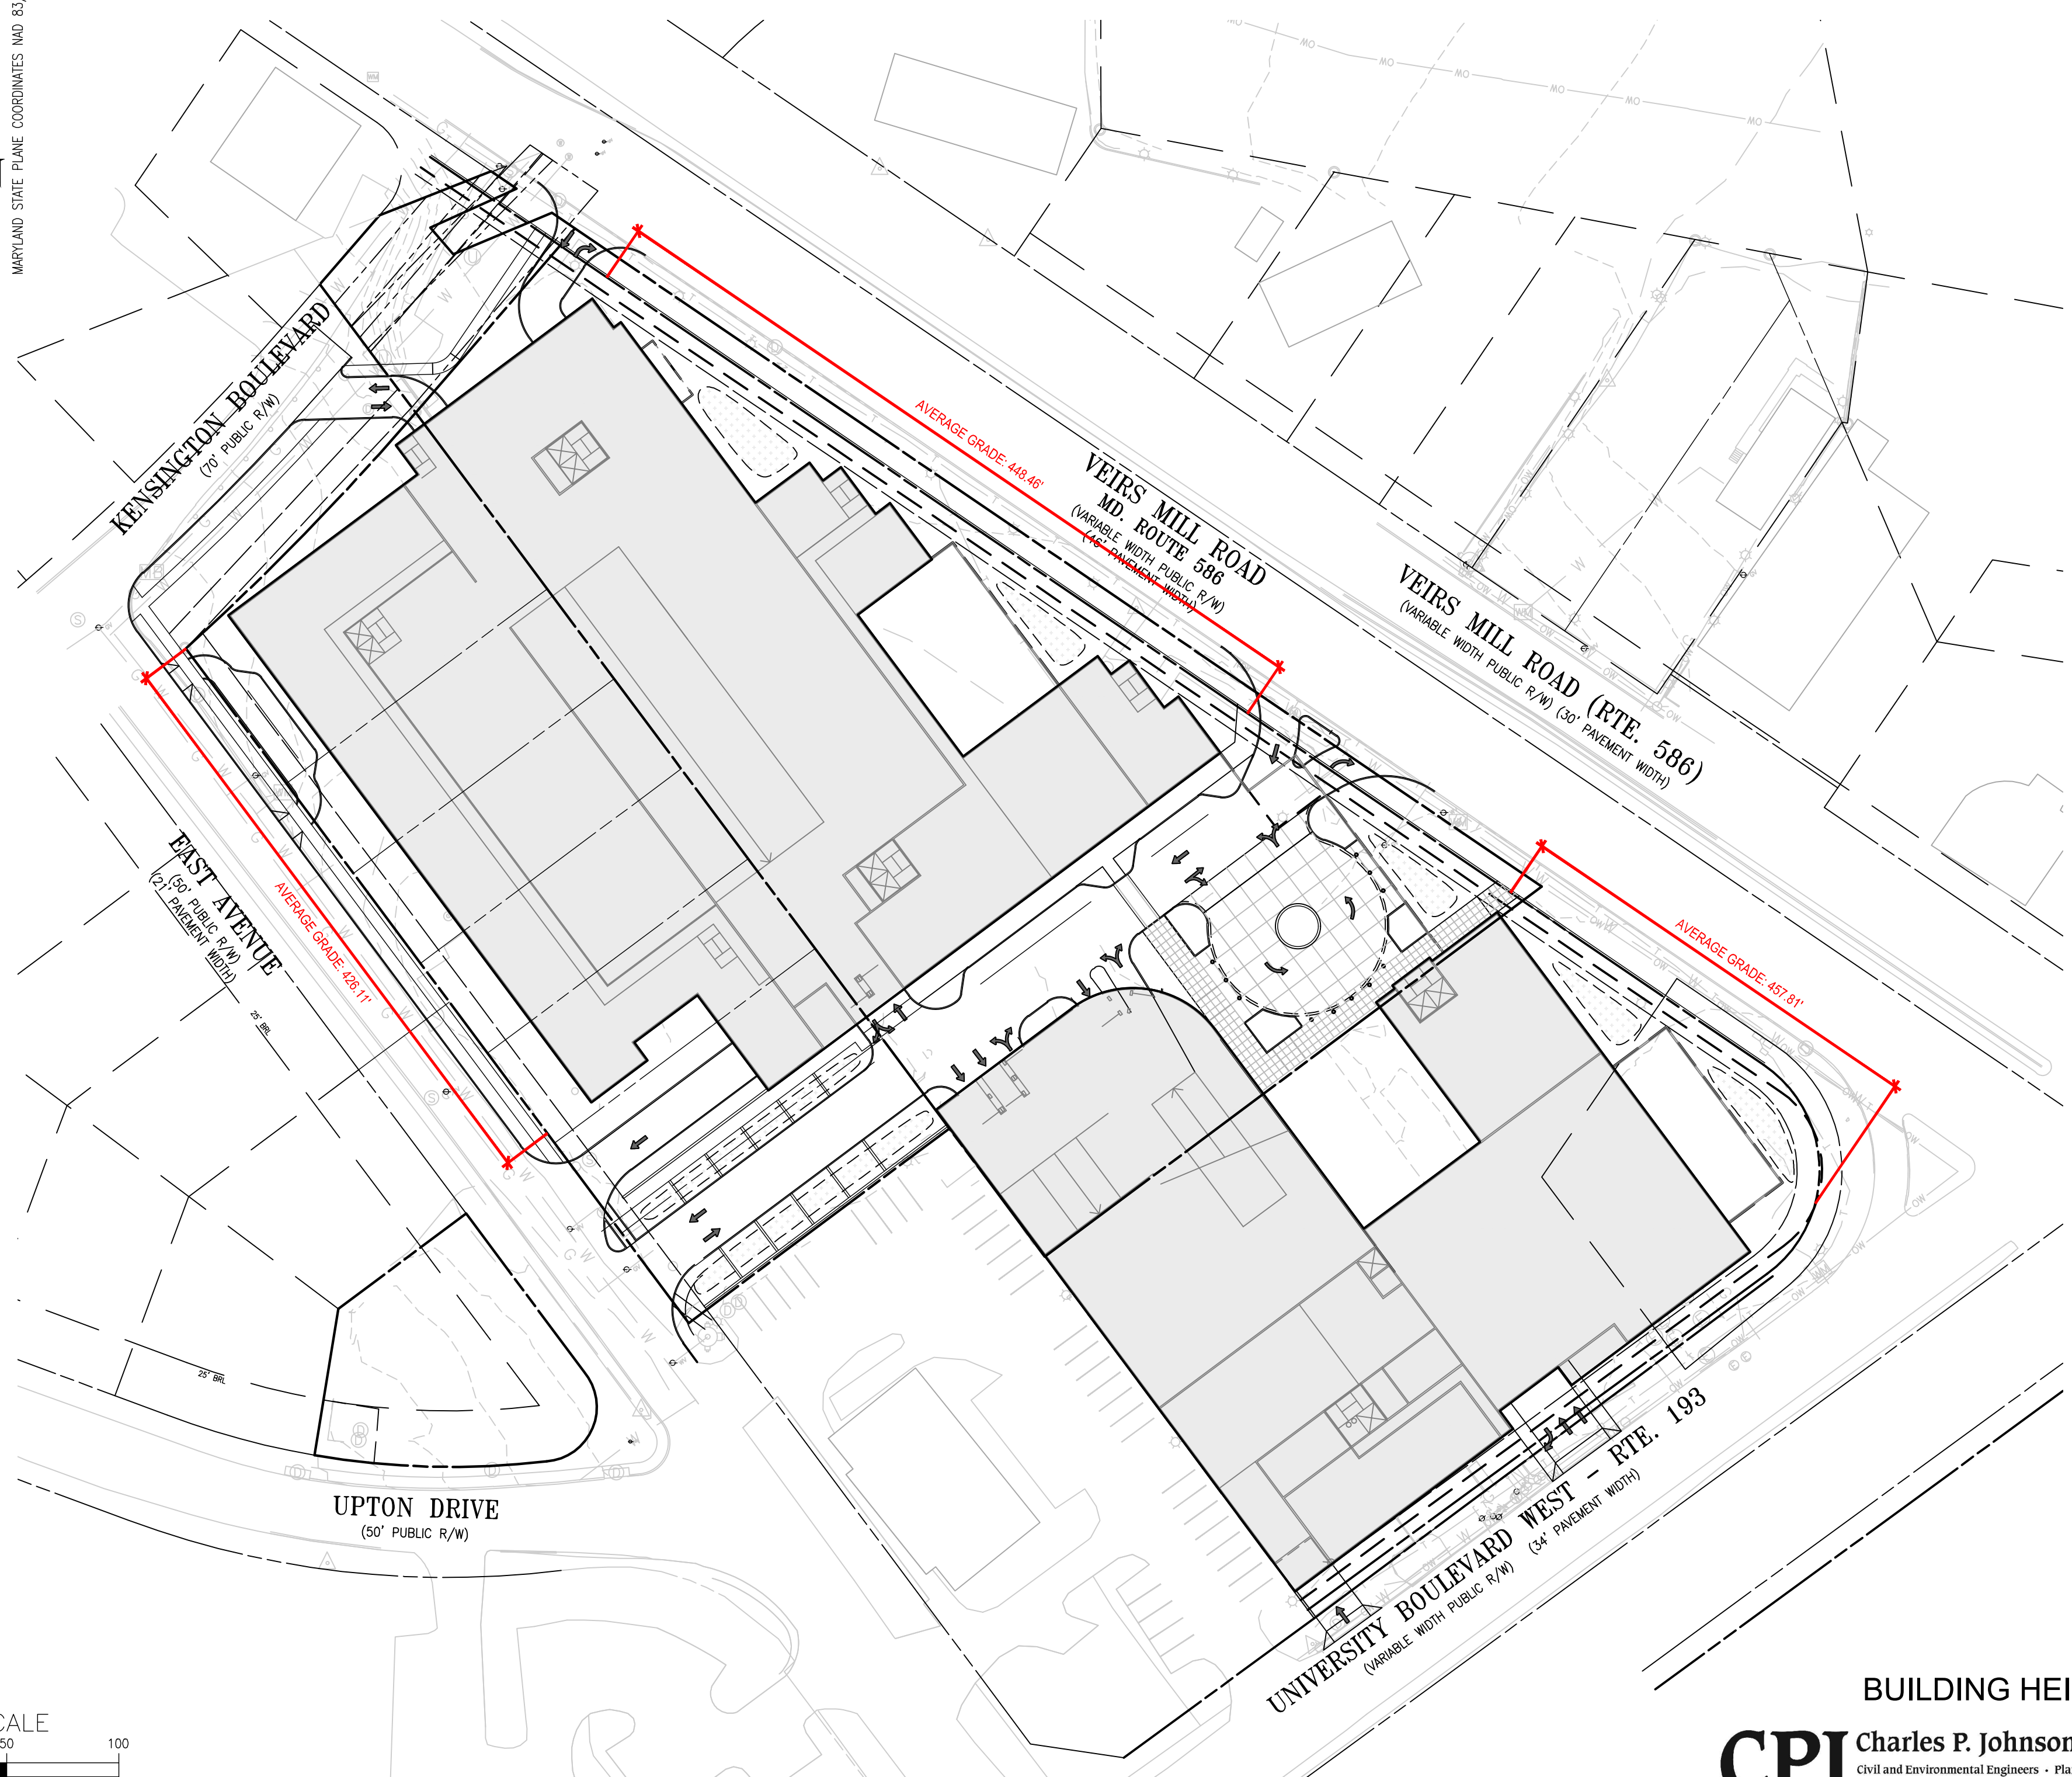 MARYLAND STATE PLANE COORDINATES NAD 83
KENSINGTON BOULEVARD
(70' PUBLIC R/W)
AVERAGE GRADE: 448.46'
VEIRS MILL ROAD
MD. ROUTE 586
(VARIABLE WIDTH PUBLIC R/W)
(46' PAVEMENT WIDTH)
VEIRS MILL ROAD (RTE. 586)
(VARIABLE WIDTH PUBLIC R/W) (30' PAVEMENT WIDTH)
EAST AVENUE
(50' PUBLIC R/W)
(21' PAVEMENT WIDTH)
AVERAGE GRADE: 426.11'
AVERAGE GRADE: 457.81'
25' BRL
25' BRL
UPTON DRIVE
(50' PUBLIC R/W)
UNIVERSITY BOULEVARD WEST - RTE. 193
(VARIABLE WIDTH PUBLIC R/W) (34' PAVEMENT WIDTH)
CALE
50 100
BUILDING HEI
CPJ
Charles P. Johnson
Civil and Environmental Engineers • Pla